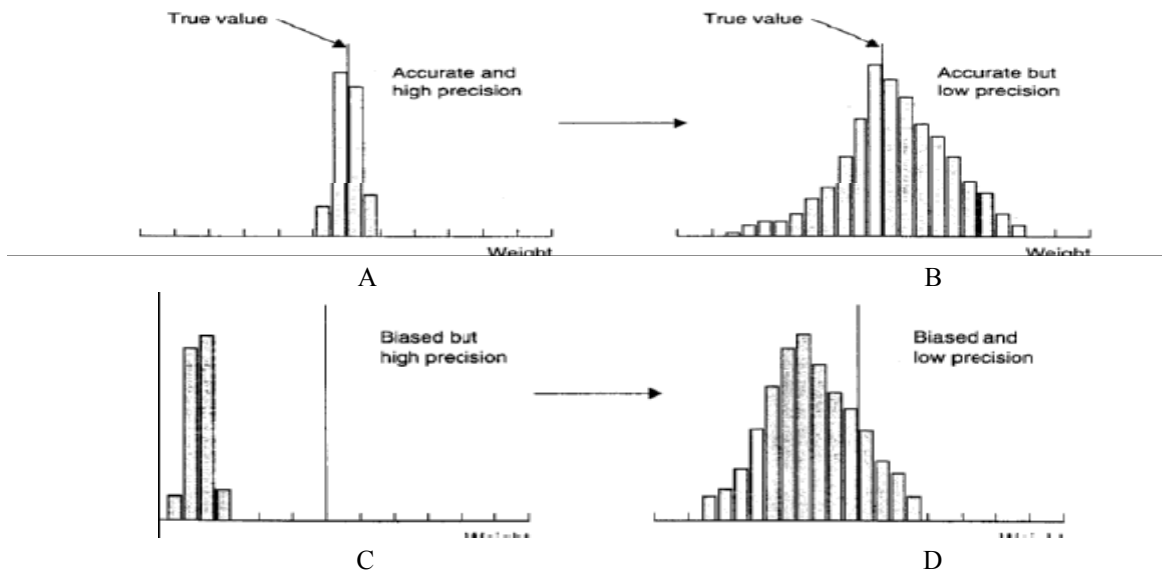 True value
True value
Accurate and
high precision
Accurate but
low precision
Weight
Weight
A
B
Biased but
high precision
Biased and
low precision
C
D